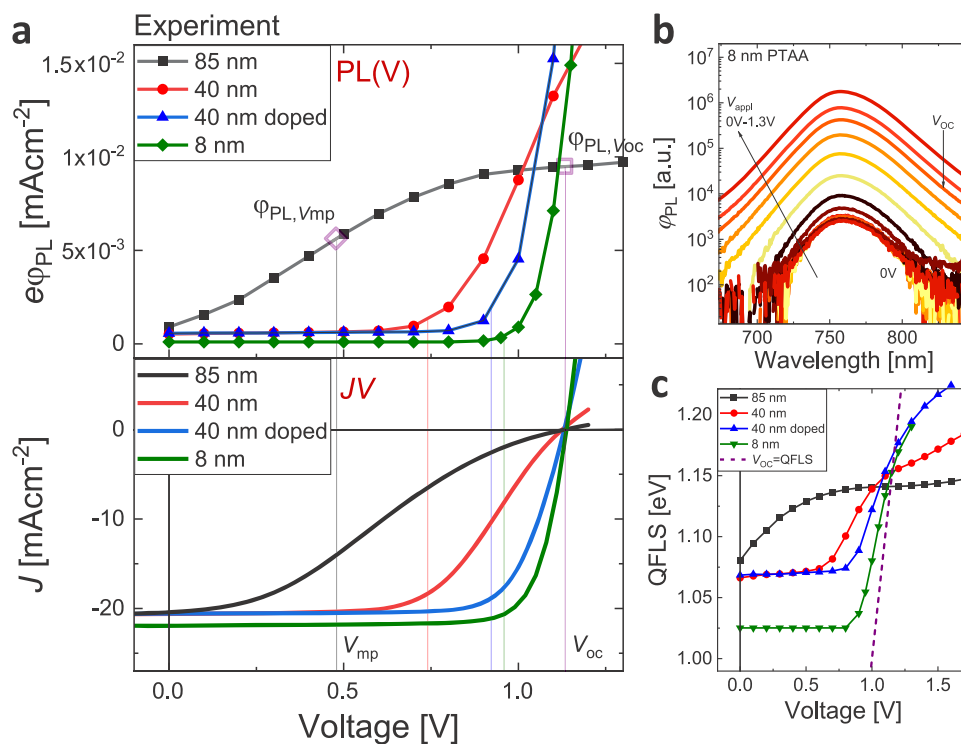 a
Experiment
85 nm
40 nm
40 nm doped
8 nm
PL(V)
φPL,Vmp
φPL,Voc
1.5x10⁻²
1x10⁻²
5x10⁻³
0
eφPL [mAcm⁻²]
85 nm
40 nm
40 nm doped
8 nm
JV
0
-10
-20
J [mAcm⁻²]
Vmp
Voc
0.0
0.5
1.0
Voltage [V]
b
8 nm PTAA
Vappl
0V-1.3V
VOC
0V
10⁷
10⁶
10⁵
10⁴
10³
10²
φPL [a.u.]
700
750
800
Wavelength [nm]
c
85 nm
40 nm
40 nm doped
8 nm
VOC=QFLS
1.20
1.15
1.10
1.05
1.00
QFLS [eV]
0.0
0.5
1.0
1.5
Voltage [V]